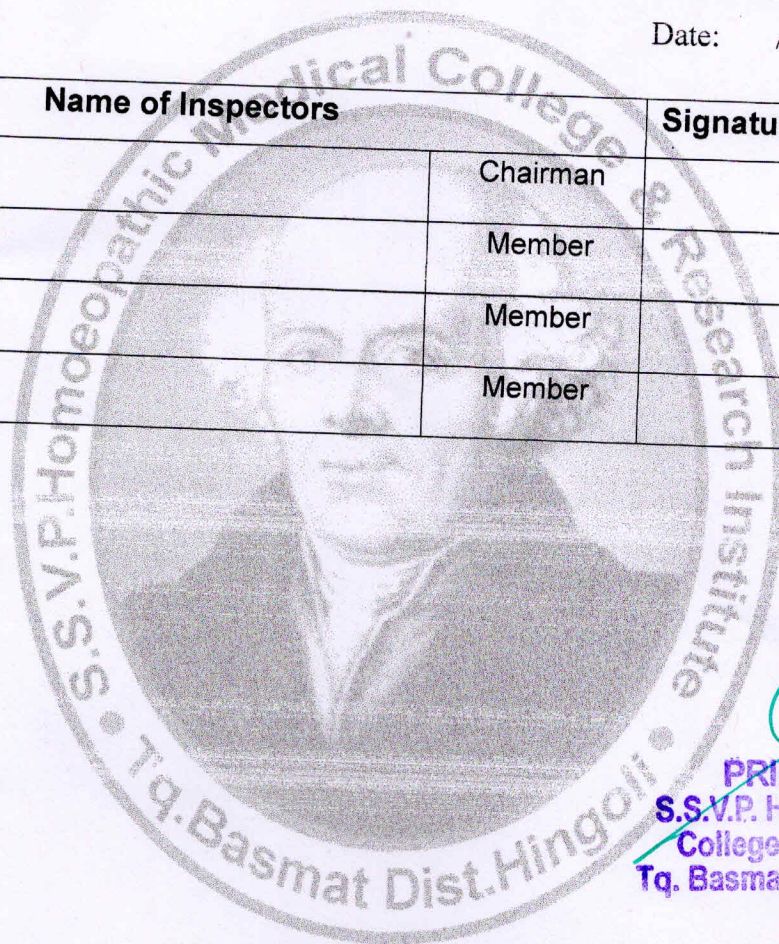 Date: /
Name of Inspectors
Signatu
Chairman
Member
Member
Member
S.S.V.P.Homoeopathic Medical College & Research Institute
Tq.Basmat Dist.Hingoli
PRI
S.S.V.P. H
College
Tq. Basma